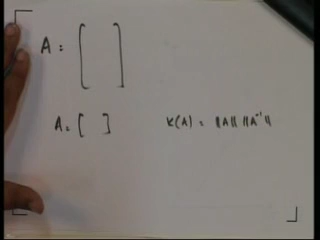 A = [ ]
A = [ ] K(A) = ||A|| ||A⁻¹||